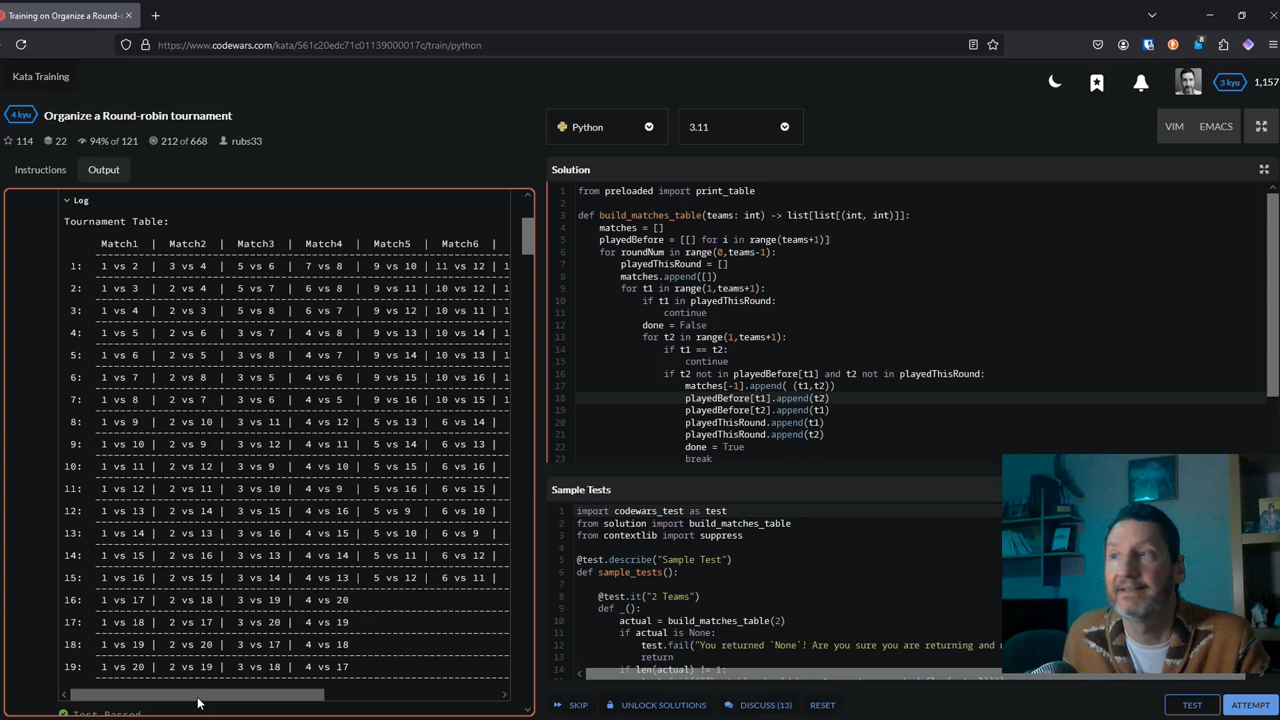 Training on Organize a Round-r
https://www.codewars.com/kata/561c20edc71c01139000017c/train/python
8
Kata Training
3 kyu
1,157
4 kyu
Organize a Round-robin tournament
114
22
94% of 121
212 of 668
rubs33
Python
3.11
VIM
EMACS
Instructions
Output
Log
Tournament Table:
Match1 | Match2 | Match3 | Match4 | Match5 | Match6 |
1: 1 vs 2 | 3 vs 4 | 5 vs 6 | 7 vs 8 | 9 vs 10 | 11 vs 12 | 1
2: 1 vs 3 | 2 vs 4 | 5 vs 7 | 6 vs 8 | 9 vs 11 | 10 vs 12 | 1
3: 1 vs 4 | 2 vs 3 | 5 vs 8 | 6 vs 7 | 9 vs 12 | 10 vs 11 | 1
4: 1 vs 5 | 2 vs 6 | 3 vs 7 | 4 vs 8 | 9 vs 13 | 10 vs 14 | 1
5: 1 vs 6 | 2 vs 5 | 3 vs 8 | 4 vs 7 | 9 vs 14 | 10 vs 13 | 1
6: 1 vs 7 | 2 vs 8 | 3 vs 5 | 4 vs 6 | 9 vs 15 | 10 vs 16 | 1
7: 1 vs 8 | 2 vs 7 | 3 vs 6 | 4 vs 5 | 9 vs 16 | 10 vs 15 | 1
8: 1 vs 9 | 2 vs 10 | 3 vs 11 | 4 vs 12 | 5 vs 13 | 6 vs 14 |
9: 1 vs 10 | 2 vs 9 | 3 vs 12 | 4 vs 11 | 5 vs 14 | 6 vs 13 |
10: 1 vs 11 | 2 vs 12 | 3 vs 9 | 4 vs 10 | 5 vs 15 | 6 vs 16 |
11: 1 vs 12 | 2 vs 11 | 3 vs 10 | 4 vs 9 | 5 vs 16 | 6 vs 15 |
12: 1 vs 13 | 2 vs 14 | 3 vs 15 | 4 vs 16 | 5 vs 9 | 6 vs 10 |
13: 1 vs 14 | 2 vs 13 | 3 vs 16 | 4 vs 15 | 5 vs 10 | 6 vs 9 |
14: 1 vs 15 | 2 vs 16 | 3 vs 13 | 4 vs 14 | 5 vs 11 | 6 vs 12 |
15: 1 vs 16 | 2 vs 15 | 3 vs 14 | 4 vs 13 | 5 vs 12 | 6 vs 11 |
16: 1 vs 17 | 2 vs 18 | 3 vs 19 | 4 vs 20
17: 1 vs 18 | 2 vs 17 | 3 vs 20 | 4 vs 19
18: 1 vs 19 | 2 vs 20 | 3 vs 17 | 4 vs 18
19: 1 vs 20 | 2 vs 19 | 3 vs 18 | 4 vs 17
Test Passed
Solution
1 from preloaded import print_table
2
3 def build_matches_table(teams: int) -> list[list[(int, int)]]:
4 matches = []
5 playedBefore = [[] for i in range(teams+1)]
6 for roundNum in range(0,teams-1):
7 playedThisRound = []
8 matches.append([])
9 for t1 in range(1,teams+1):
10 if t1 in playedThisRound:
11 continue
12 done = False
13 for t2 in range(1,teams+1):
14 if t1 == t2:
15 continue
16 if t2 not in playedBefore[t1] and t2 not in playedThisRound:
17 matches[-1].append( (t1,t2))
18 playedBefore[t1].append(t2)
19 playedBefore[t2].append(t1)
20 playedThisRound.append(t1)
21 playedThisRound.append(t2)
22 done = True
23 break
Sample Tests
1 import codewars_test as test
2 from solution import build_matches_table
3 from contextlib import suppress
4
5 @test.describe("Sample Test")
6 def sample_tests():
7
8 @test.it("2 Teams")
9 def _():
10 actual = build_matches_table(2)
11 if actual is None:
12 test.fail("You returned `None`! Are you sure you are returning and n
13 return
14 if len(actual) != 1:
SKIP
UNLOCK SOLUTIONS
DISCUSS (13)
RESET
TEST
ATTEMPT